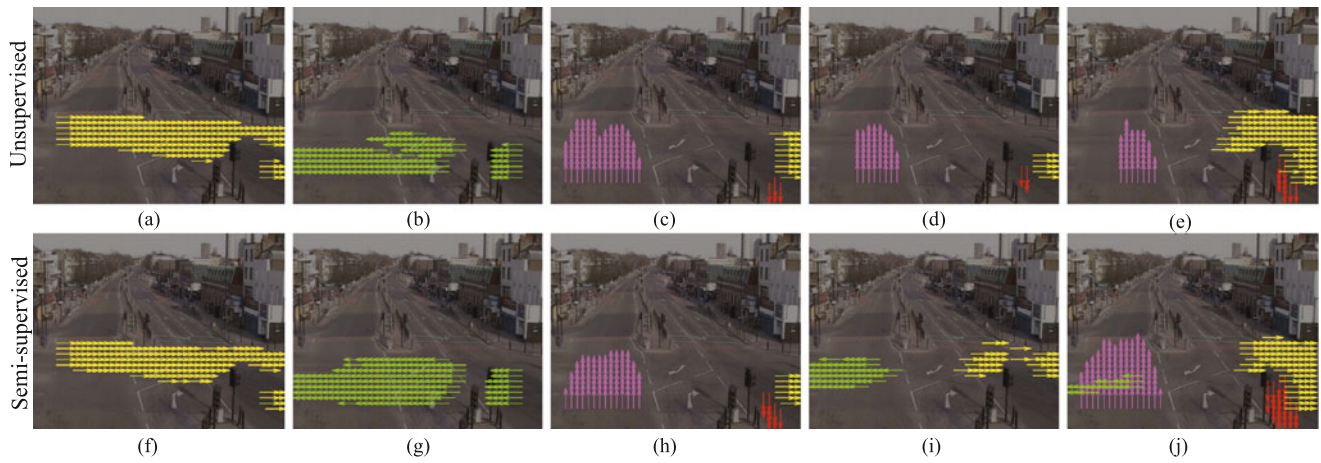 Unsupervised
(a) (b) (c) (d) (e)
Semi-supervised
(f) (g) (h) (i) (j)